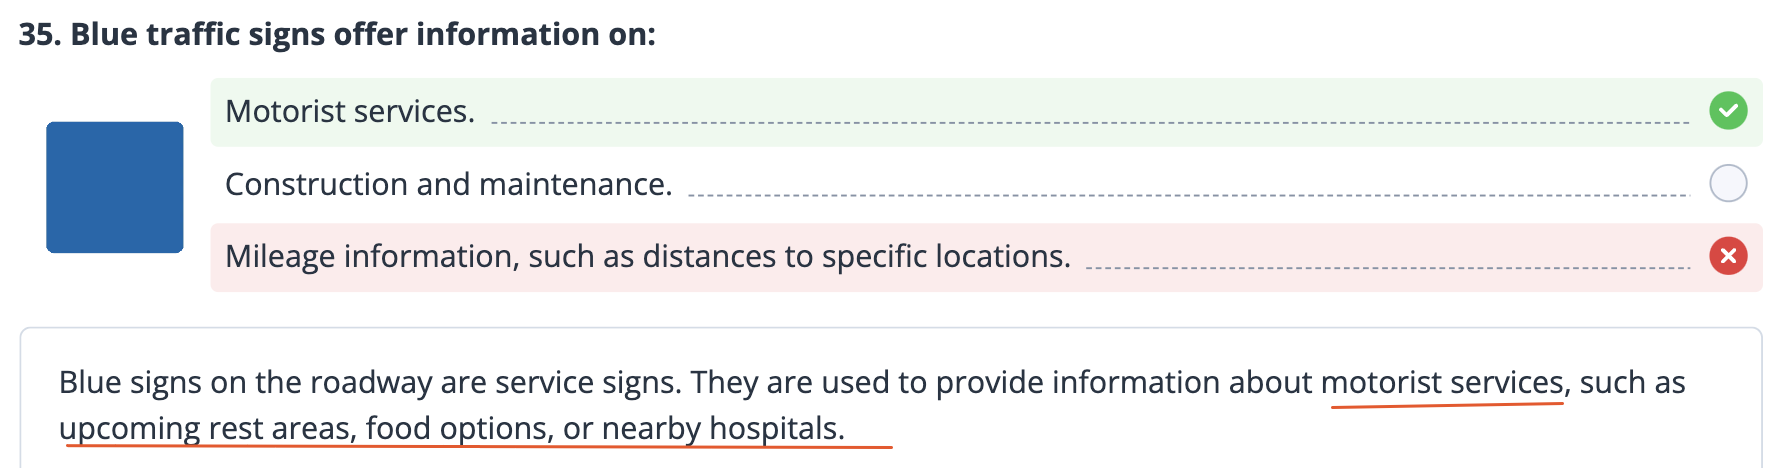 35. Blue traffic signs offer information on:
Motorist services.
Construction and maintenance.
Mileage information, such as distances to specific locations.
Blue signs on the roadway are service signs. They are used to provide information about motorist services, such as
upcoming rest areas, food options, or nearby hospitals.